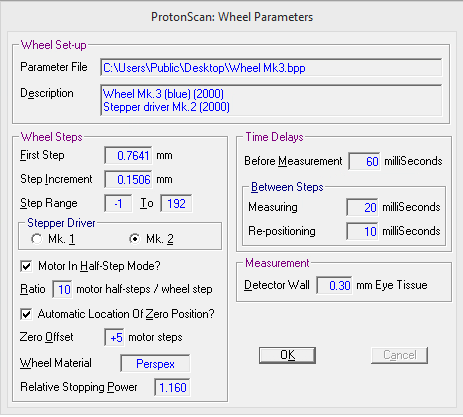 ProtonScan: Wheel Parameters
Wheel Set-up
Parameter File C:\Users\Public\Desktop\Wheel Mk3.bpp
Description Wheel Mk.3 (blue) (2000)
Stepper driver Mk.2 (2000)
Wheel Steps
First Step 0.7641 mm
Step Increment 0.1506 mm
Step Range -1 To 192
Stepper Driver
Mk. 1 Mk. 2
Motor In Half-Step Mode?
Ratio 10 motor half-steps / wheel step
Automatic Location Of Zero Position?
Zero Offset +5 motor steps
Wheel Material Perspex
Relative Stopping Power 1.160
Time Delays
Before Measurement 60 milliSeconds
Between Steps
Measuring 20 milliSeconds
Re-positioning 10 milliSeconds
Measurement
Detector Wall 0.30 mm Eye Tissue
OK Cancel